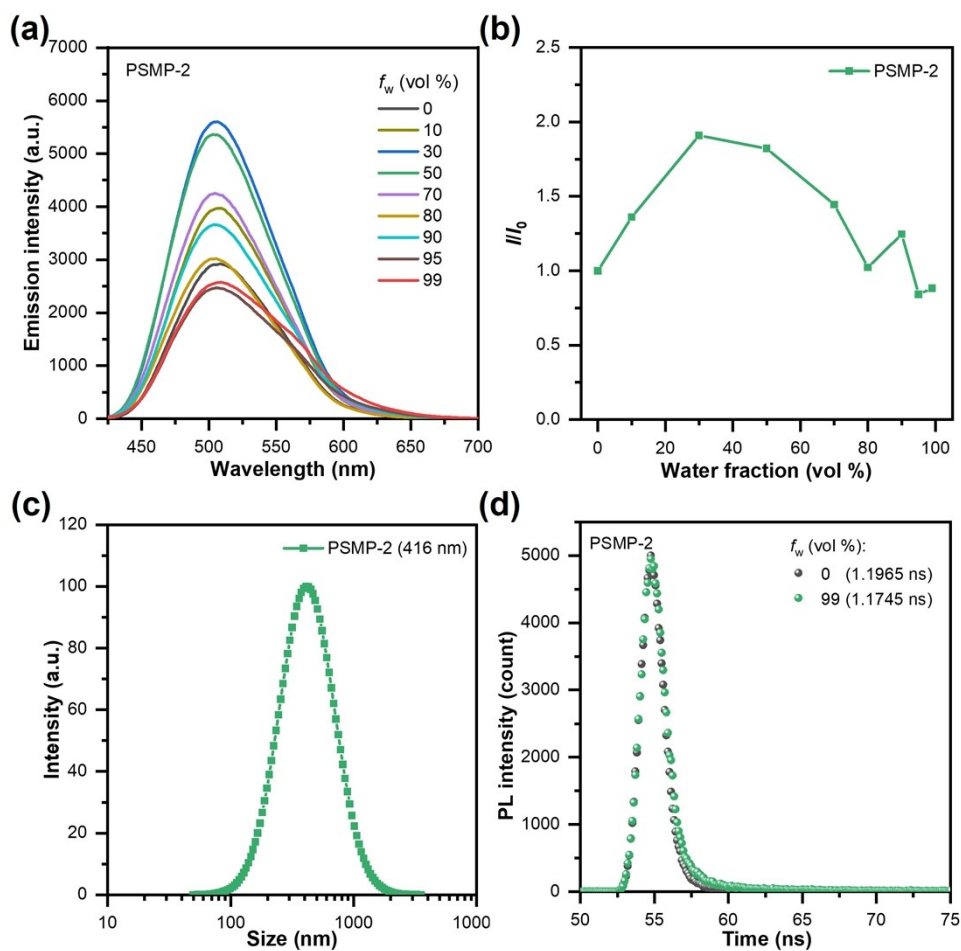 (a)
PSMP-2
f_w (vol %)
0
10
30
50
70
80
90
95
99
7000
6000
5000
4000
3000
2000
1000
0
450 500 550 600 650 700
Emission intensity (a.u.)
Wavelength (nm)
(b)
PSMP-2
2.5
2.0
1.5
1.0
0.5
0.0
0 20 40 60 80 100
I/I₀
Water fraction (vol %)
(c)
PSMP-2 (416 nm)
120
100
80
60
40
20
0
10 100 1000 10000
Intensity (a.u.)
Size (nm)
(d)
PSMP-2
f_w (vol %):
0 (1.1965 ns)
99 (1.1745 ns)
5000
4000
3000
2000
1000
0
50 55 60 65 70 75
PL intensity (count)
Time (ns)